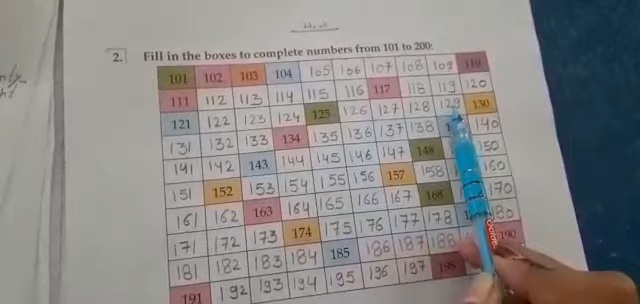 2. Fill in the boxes to complete numbers from 101 to 200:
101 102 103 104 105 106 107 108 109 110
111 112 113 114 115 116 117 118 119 120
121 122 123 124 125 126 127 128 129 130
131 132 133 134 135 136 137 138 140
141 142 143 144 145 146 147 148 150
151 152 153 154 155 156 157 158 160
161 162 163 164 165 166 167 168 170
171 172 173 174 175 176 177 178 180
181 182 183 184 185 186 187 188 190
191 192 193 194 195 196 197 198